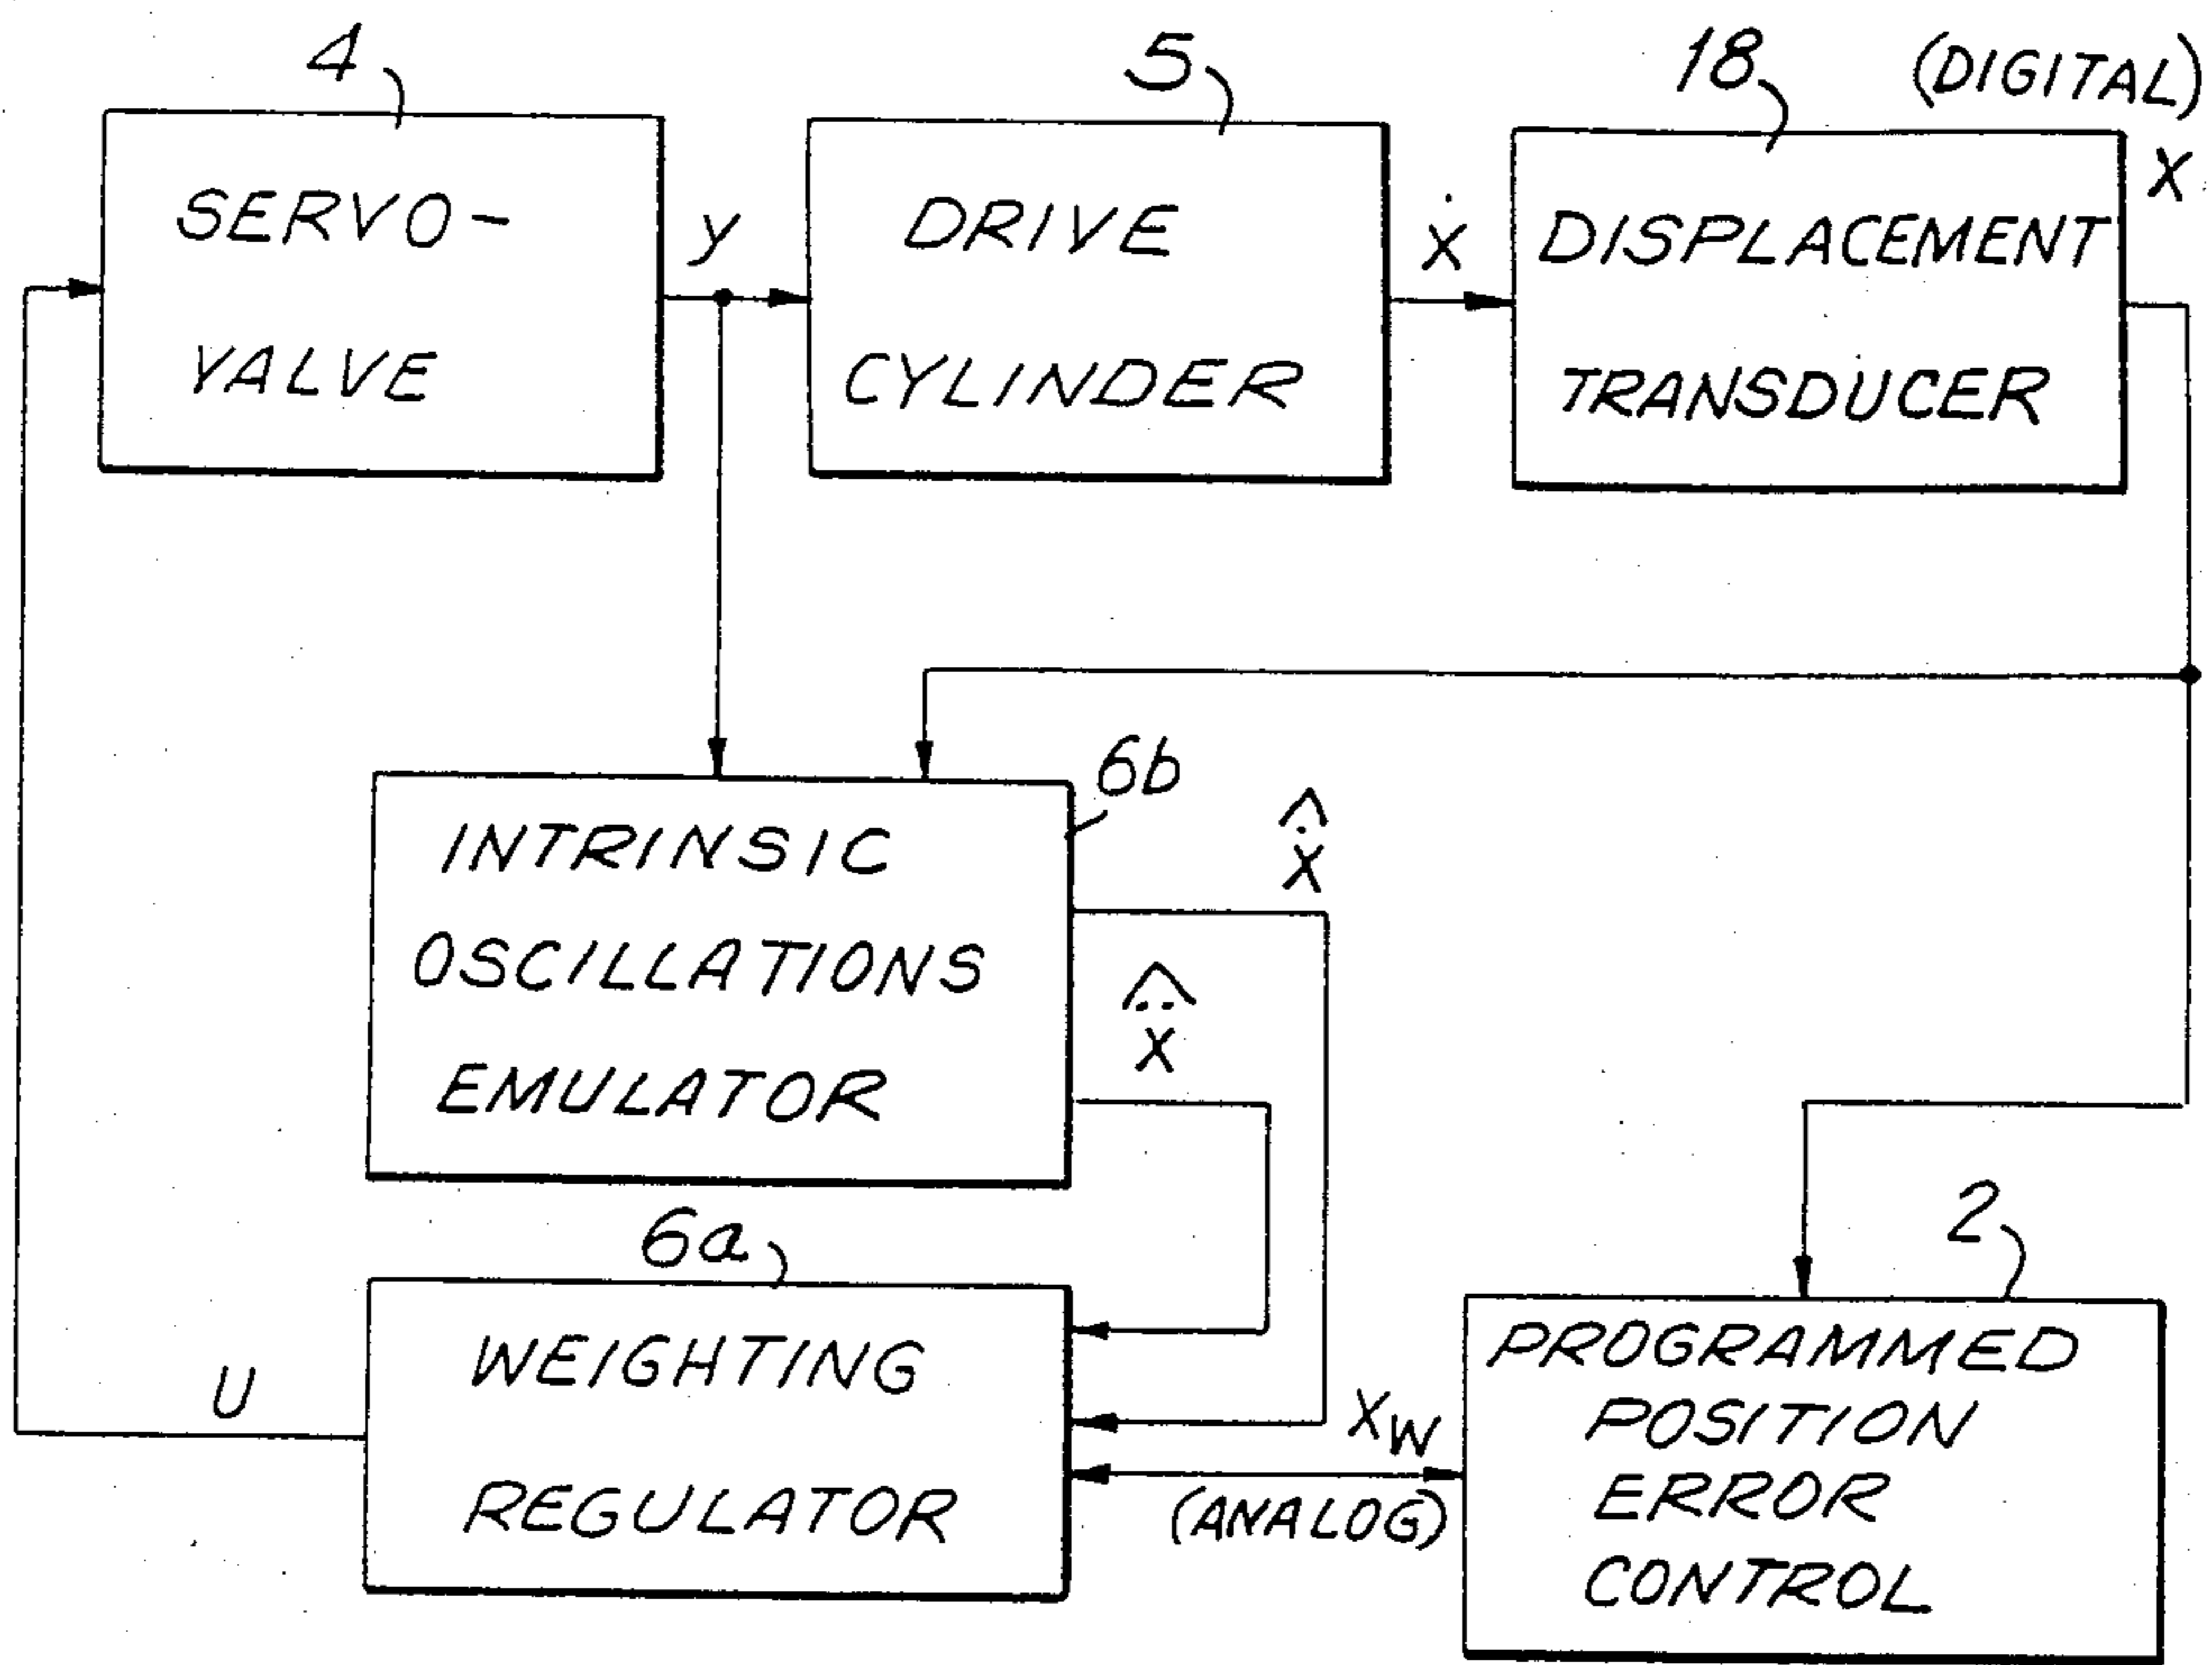 4
5
18
(DIGITAL)
SERVO-
VALVE
y
DRIVE
CYLINDER
ẋ
DISPLACEMENT
TRANSDUCER
X
6b
INTRINSIC
OSCILLATIONS
EMULATOR
ẋ̂
ẍ̂
6a
WEIGHTING
REGULATOR
U
XW
(ANALOG)
2
PROGRAMMED
POSITION
ERROR
CONTROL